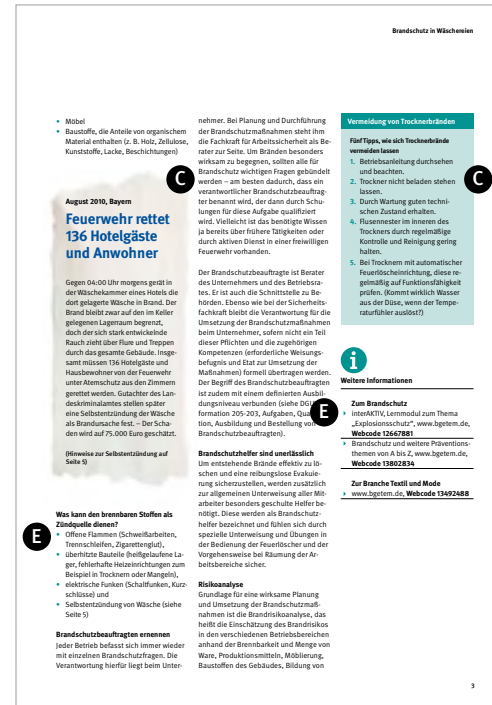 Brandschutz in Wäschereien
• Möbel
• Baustoffe, die Anteile von organischem
Material enthalten (z. B. Holz, Zellulose,
Kunststoffe, Lacke, Beschichtungen)
C
August 2010, Bayern
Feuerwehr rettet
136 Hotelgäste
und Anwohner
Gegen 04:00 Uhr morgens gerät in
der Wäschekammer eines Hotels die
dort gelagerte Wäsche in Brand. Der
Brand bleibt zwar auf den im Keller
gelegenen Lagerraum begrenzt,
doch der sich stark entwickelnde
Rauch zieht über Flure und Treppen
durch das gesamte Gebäude. Insge-
samt müssen 136 Hotelgäste und
Hausbewohner von der Feuerwehr
unter Atemschutz aus den Zimmern
gerettet werden. Gutachter des Lan-
deskriminalamtes stellen später
eine Selbstentzündung der Wäsche
als Brandursache fest. – Der Scha-
den wird auf 75.000 Euro geschätzt.
(Hinweise zur Selbstentzündung auf
Seite 5)
E
Was kann den brennbaren Stoffen als
Zündquelle dienen?
• Offene Flammen (Schweißarbeiten,
Trennschleifen, Zigarettenglut),
• überhitzte Bauteile (heißgelaufene La-
ger, fehlerhafte Heizeinrichtungen zum
Beispiel in Trocknern oder Mangeln),
• elektrische Funken (Schaltfunken, Kurz-
schlüsse) und
• Selbstentzündung von Wäsche (siehe
Seite 5)
Brandschutzbeauftragten ernennen
Jeder Betrieb befasst sich immer wieder
mit einzelnen Brandschutzfragen. Die
Verantwortung hierfür liegt beim Unter-
nehmer. Bei Planung und Durchführung
der Brandschutzmaßnahmen steht ihm
die Fachkraft für Arbeitssicherheit als Be-
rater zur Seite. Um Bränden besonders
wirksam zu begegnen, sollten alle für
Brandschutz wichtigen Fragen gebündelt
werden – am besten dadurch, dass ein
verantwortlicher Brandschutzbeauftrag-
ter benannt wird, der dann durch Schu-
lungen für diese Aufgabe qualifiziert
wird. Vielleicht ist das benötigte Wissen
ja bereits über frühere Tätigkeiten oder
durch aktiven Dienst in einer freiwilligen
Feuerwehr vorhanden.
Der Brandschutzbeauftragte ist Berater
des Unternehmers und des Betriebsra-
tes. Er ist auch die Schnittstelle zu Be-
hörden. Ebenso wie bei der Sicherheits-
fachkraft bleibt die Verantwortung für die
Umsetzung der Brandschutzmaßnahmen
beim Unternehmer, sofern nicht ein Teil
dieser Pflichten und die zugehörigen
Kompetenzen (erforderliche Weisungs-
befugnis und Etat zur Umsetzung der
Maßnahmen) formell übertragen werden.
Der Begriff des Brandschutzbeauftragten
ist zudem mit einem definierten Ausbil-
dungsniveau verbunden (siehe DGU
formation 205-203, Aufgaben, Qua
tion, Ausbildung und Bestellung von
Brandschutzbeauftragten).
E
Brandschutzhelfer sind unerlässlich
Um entstehende Brände effektiv zu lö-
schen und eine reibungslose Evakuie-
rung sicherzustellen, werden zusätzlich
zur allgemeinen Unterweisung aller Mit-
arbeiter besonders geschulte Helfer be-
nötigt. Diese werden als Brandschutz-
helfer bezeichnet und fühlen sich durch
spezielle Unterweisung und Übungen in
der Bedienung der Feuerlöscher und der
Vorgehensweise bei Räumung der Ar-
beitsbereiche sicher.
Risikoanalyse
Grundlage für eine wirksame Planung
und Umsetzung der Brandschutzmaß-
nahmen ist die Brandrisikoanalyse, das
heißt die Einschätzung des Brandrisikos
in den verschiedenen Betriebsbereichen
anhand der Brennbarkeit und Menge von
Ware, Produktionsmitteln, Möblierung,
Baustoffen des Gebäudes, Bildung von
Vermeidung von Trocknerbränden
Fünf Tipps, wie sich Trocknerbrände
vermeiden lassen
1. Betriebsanleitung durchsehen
und beachten.
2. Trockner nicht beladen stehen
lassen.
3. Durch Wartung guten techni-
schen Zustand erhalten.
4. Flusennester im inneren des
Trockners durch regelmäßige
Kontrolle und Reinigung gering
halten.
5. Bei Trocknern mit automatischer
Feuerlöscheinrichtung, diese re-
gelmäßig auf Funktionsfähigkeit
prüfen. (Kommt wirklich Wasser
aus der Düse, wenn der Tempe-
raturfühler auslöst?)
C
i
Weitere Informationen
Zum Brandschutz
interAKTIV, Lernmodul zum Thema
„Explosionsschutz“, www.bgetem.de,
Webcode 12667881
Brandschutz und weitere Präventions-
themen von A bis Z, www.bgetem.de,
Webcode 13802834
Zur Branche Textil und Mode
www.bgetem.de, Webcode 13492488
3